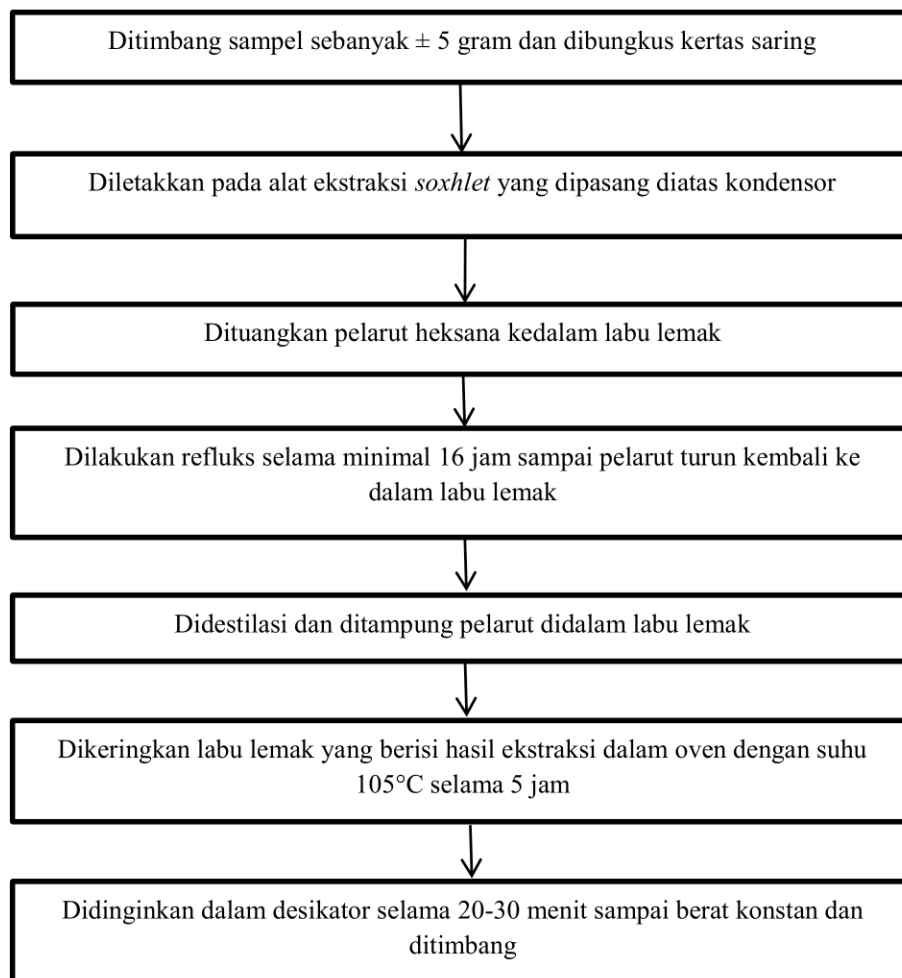 Ditimbang sampel sebanyak ± 5 gram dan dibungkus kertas saring
Diletakkan pada alat ekstraksi soxhlet yang dipasang diatas kondensor
Dituangkan pelarut heksana kedalam labu lemak
Dilakukan refluks selama minimal 16 jam sampai pelarut turun kembali ke
dalam labu lemak
Didestilasi dan ditampung pelarut didalam labu lemak
Dikeringkan labu lemak yang berisi hasil ekstraksi dalam oven dengan suhu
105°C selama 5 jam
Didinginkan dalam desikator selama 20-30 menit sampai berat konstan dan
ditimbang